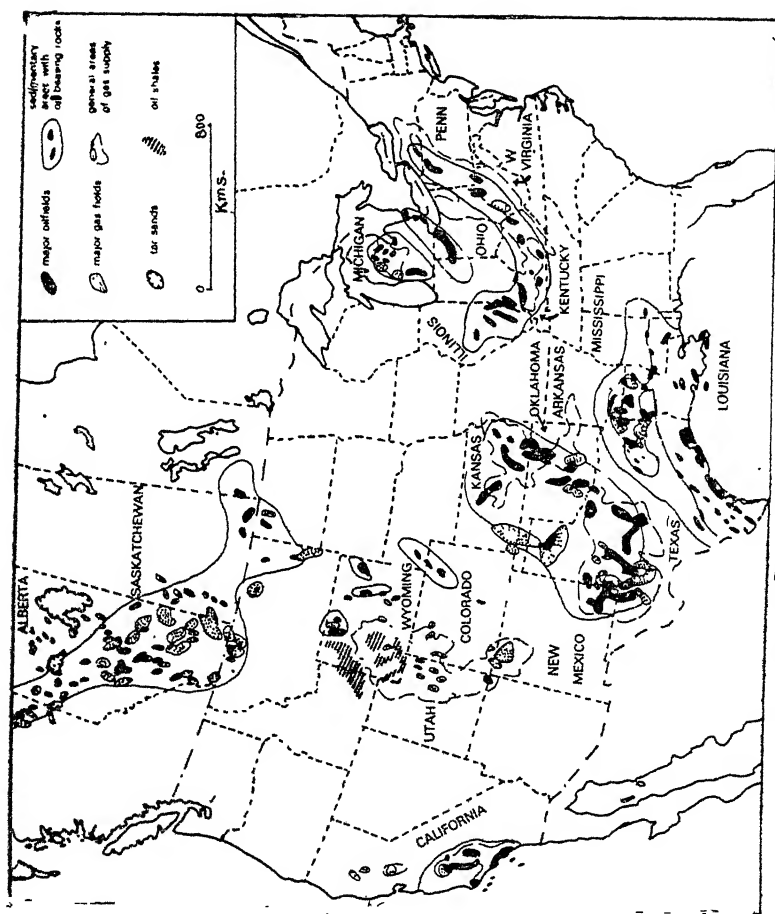 major oilfields
sedimentary
areas with
oil bearing rocks
major gas fields
general areas
of gas supply
tar sands
oil shales
0 800
Kms.
ALBERTA
SASKATCHEWAN
MICHIGAN
PENN
OHIO
W
VIRGINIA
ILLINOIS
KENTUCKY
WYOMING
UTAH
COLORADO
KANSAS
OKLAHOMA
ARKANSAS
MISSISSIPPI
CALIFORNIA
NEW
MEXICO
TEXAS
LOUISIANA